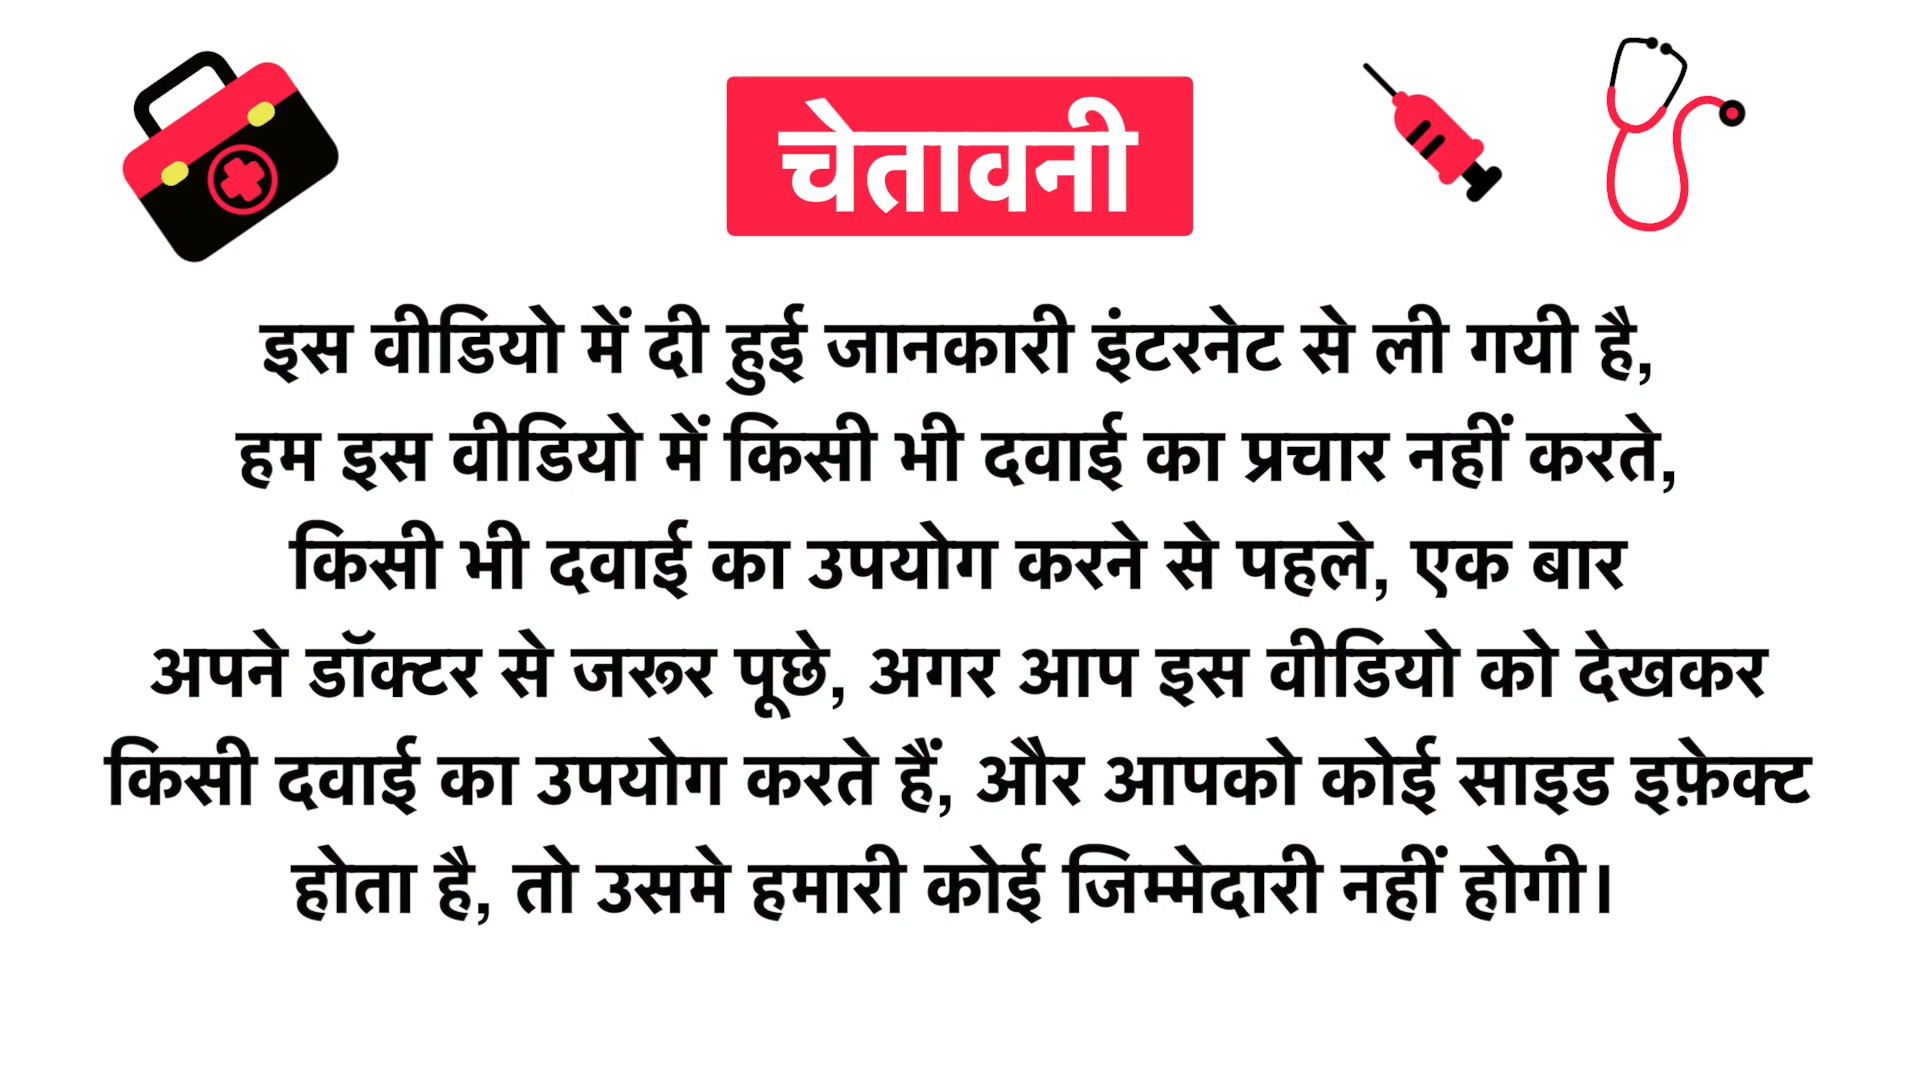 चेतावनी
इस वीडियो में दी हुई जानकारी इंटरनेट से ली गयी है,
हम इस वीडियो में किसी भी दवाई का प्रचार नहीं करते,
किसी भी दवाई का उपयोग करने से पहले, एक बार
अपने डॉक्टर से जरूर पूछे, अगर आप इस वीडियो को देखकर
किसी दवाई का उपयोग करते हैं, और आपको कोई साइड इफ़ेक्ट
होता है, तो उसमे हमारी कोई जिम्मेदारी नहीं होगी।